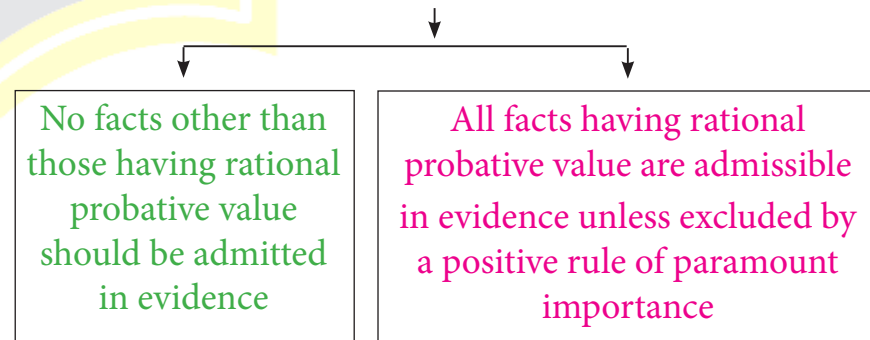 No facts other than
those having rational
probative value
should be admitted
in evidence
All facts having rational
probative value are admissible
in evidence unless excluded by
a positive rule of paramount
importance